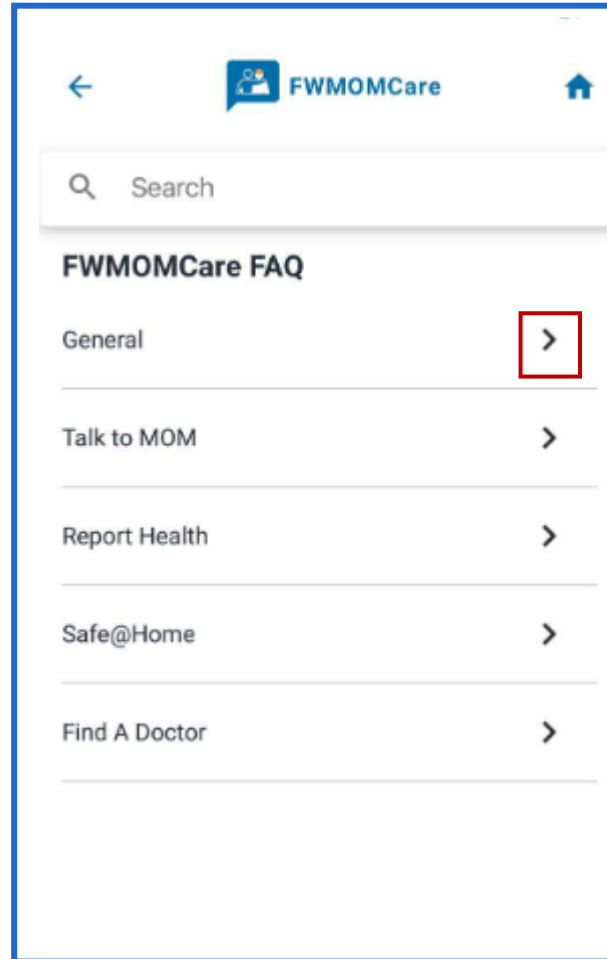 FWMOMCare
Search
FWMOMCare FAQ
General
Talk to MOM
Report Health
Safe@Home
Find A Doctor